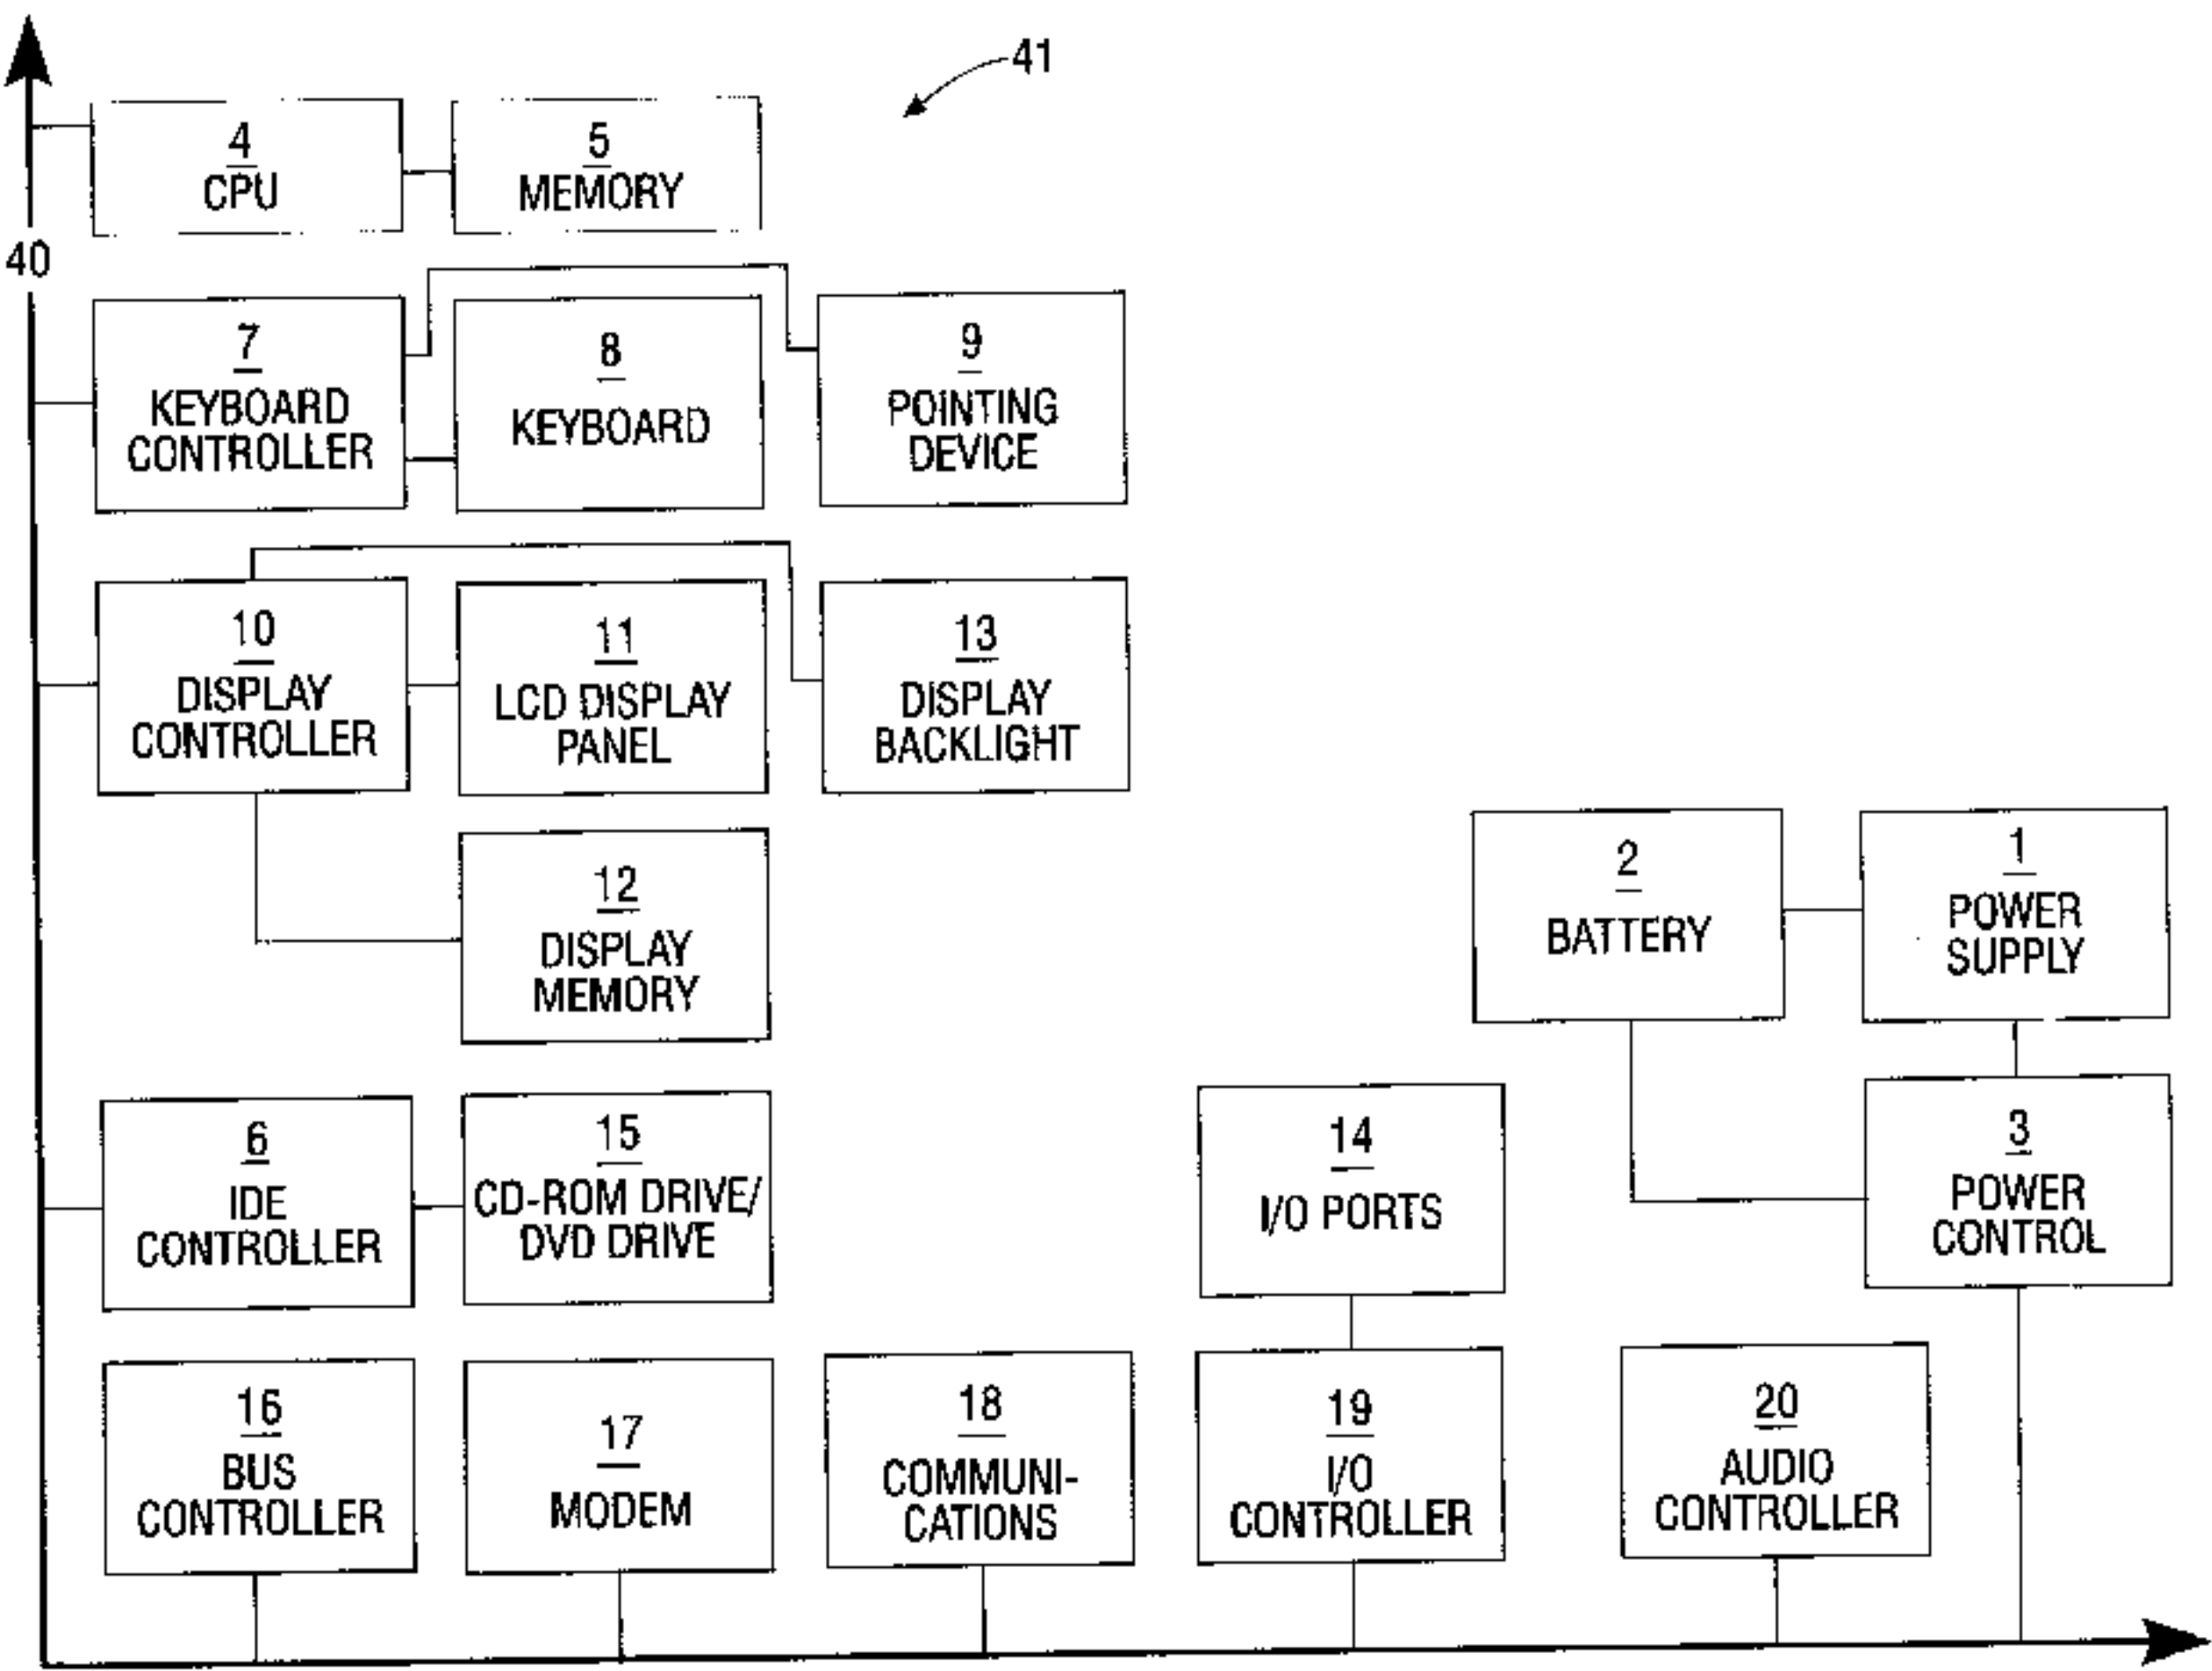 41
4
CPU
5
MEMORY
40
7
KEYBOARD
CONTROLLER
8
KEYBOARD
9
POINTING
DEVICE
10
DISPLAY
CONTROLLER
11
LCD DISPLAY
PANEL
13
DISPLAY
BACKLIGHT
12
DISPLAY
MEMORY
2
BATTERY
1
POWER
SUPPLY
6
IDE
CONTROLLER
15
CD-ROM DRIVE/
DVD DRIVE
14
I/O PORTS
3
POWER
CONTROL
16
BUS
CONTROLLER
17
MODEM
18
COMMUNI-
CATIONS
19
I/O
CONTROLLER
20
AUDIO
CONTROLLER